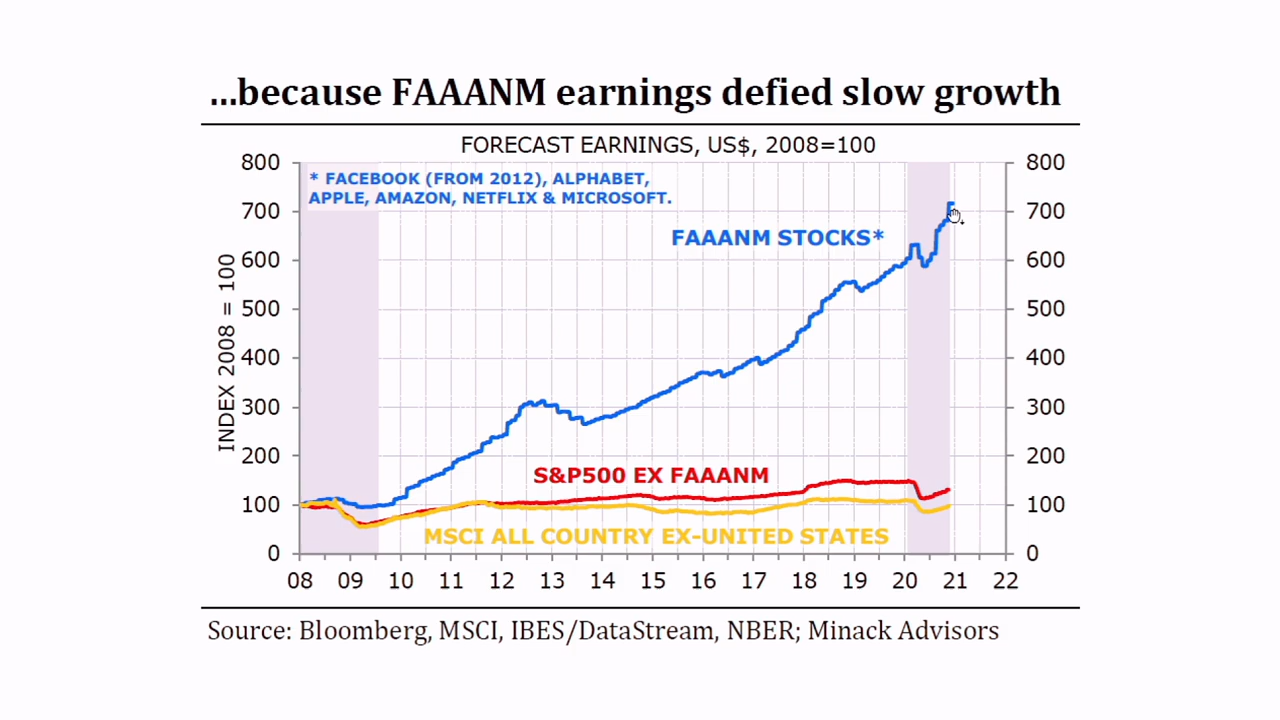 ...because FAAANM earnings defied slow growth
FORECAST EARNINGS, US$, 2008=100
* FACEBOOK (FROM 2012), ALPHABET,
APPLE, AMAZON, NETFLIX & MICROSOFT.
FAAANM STOCKS*
S&P500 EX FAAANM
MSCI ALL COUNTRY EX-UNITED STATES
INDEX 2008 = 100
800 800
700 700
600 600
500 500
400 400
300 300
200 200
100 100
0 0
08 09 10 11 12 13 14 15 16 17 18 19 20 21 22
Source: Bloomberg, MSCI, IBES/DataStream, NBER; Minack Advisors